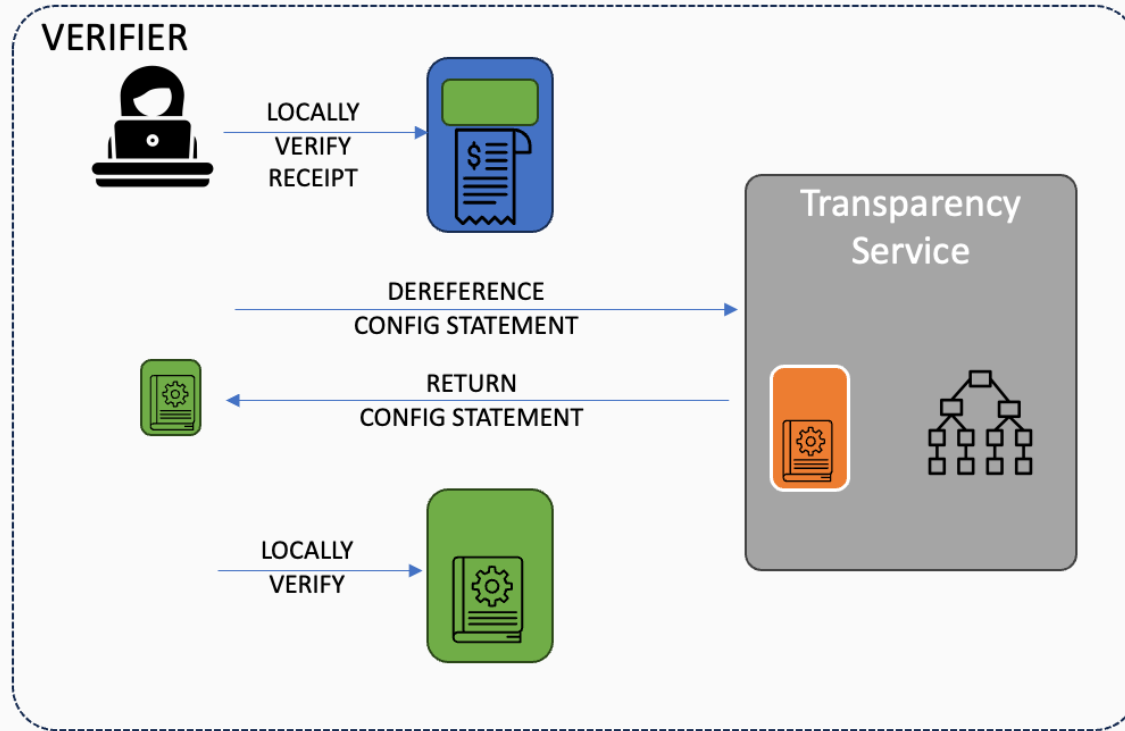 VERIFIER
LOCALLY
VERIFY
RECEIPT
$
Transparency
Service
DEREFERENCE
CONFIG STATEMENT
RETURN
CONFIG STATEMENT
LOCALLY
VERIFY